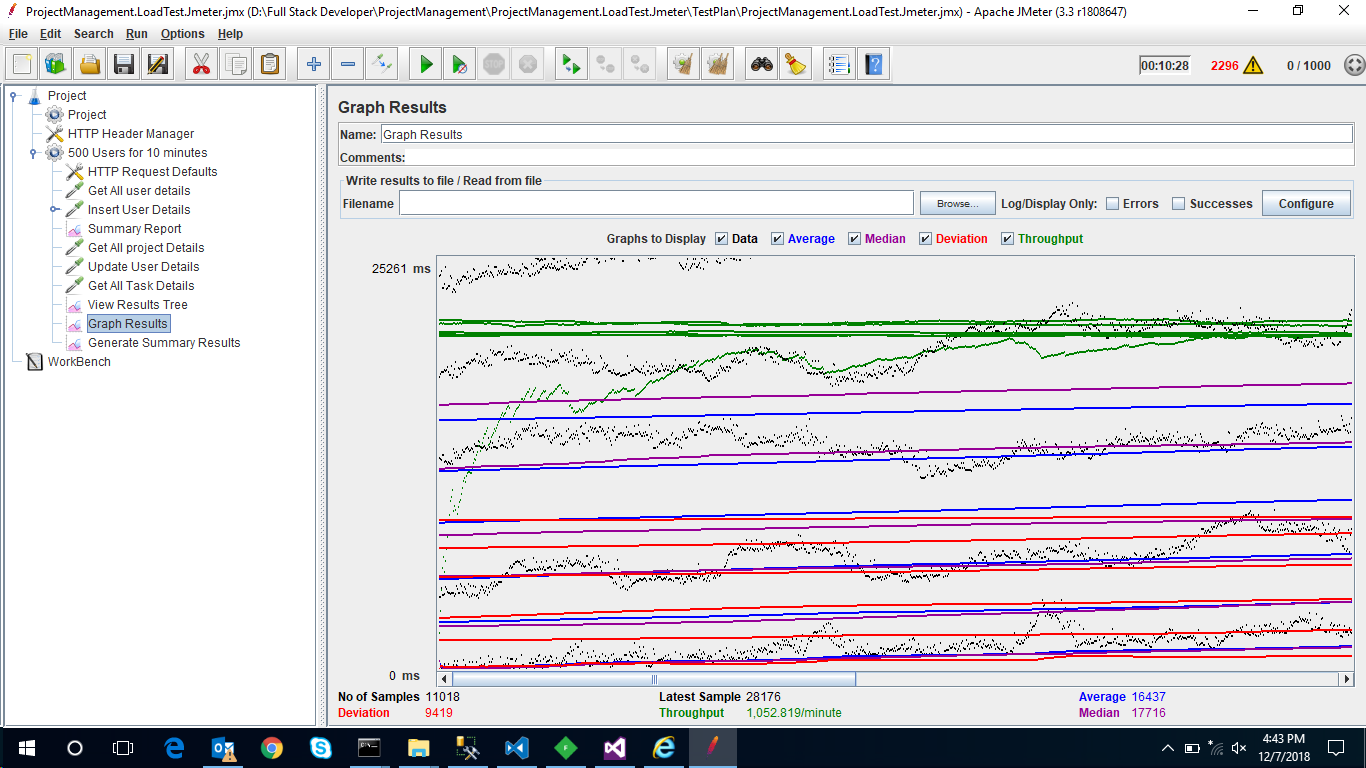 ProjectManagement.LoadTest.Jmeter.jmx (D:\Full Stack Developer\ProjectManagement\ProjectManagement.LoadTest.Jmeter\TestPlan\ProjectManagement.LoadTest.Jmeter.jmx) - Apache JMeter (3.3 r1808647)
File Edit Search Run Options Help
00:10:28 2296 0 / 1000
Project
Project
HTTP Header Manager
500 Users for 10 minutes
HTTP Request Defaults
Get All user details
Insert User Details
Summary Report
Get All project Details
Update User Details
Get All Task Details
View Results Tree
Graph Results
Generate Summary Results
WorkBench
Graph Results
Name: Graph Results
Comments:
Write results to file / Read from file
Filename Browse... Log/Display Only: Errors Successes Configure
Graphs to Display Data Average Median Deviation Throughput
25261 ms
0 ms
No of Samples 11018 Latest Sample 28176 Average 16437
Deviation 9419 Throughput 1,052.819/minute Median 17716
4:43 PM
12/7/2018